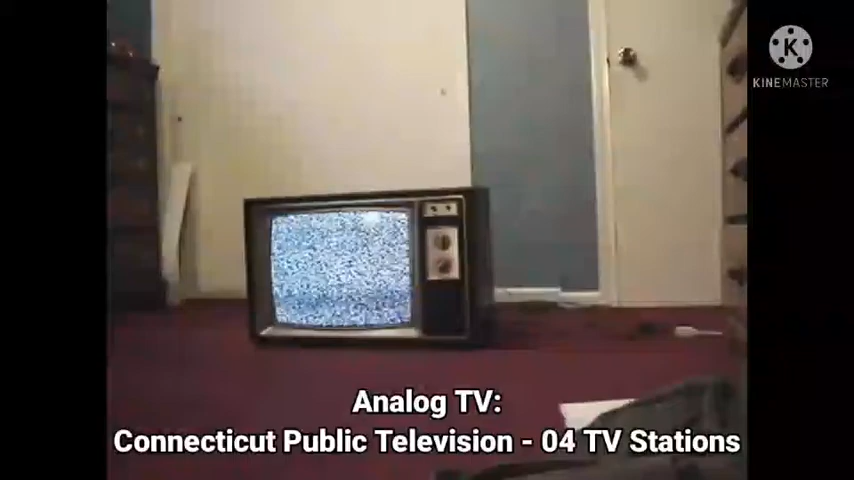 K
KINEMASTER
Analog TV:
Connecticut Public Television - 04 TV Stations